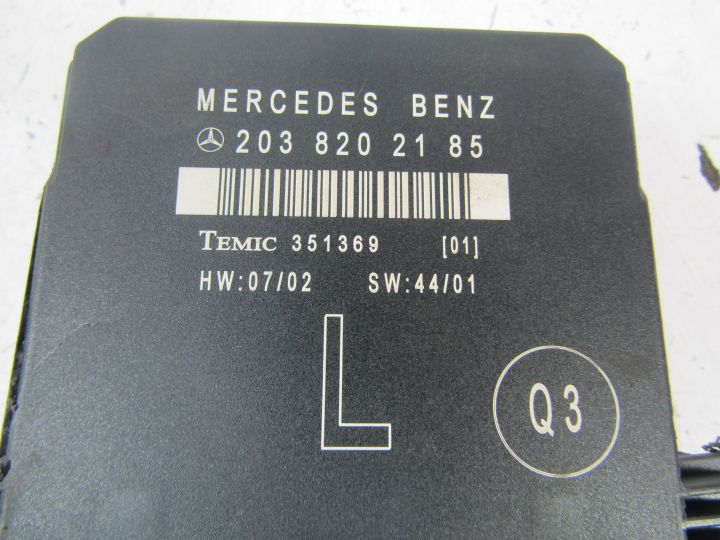 MERCEDES BENZ
203 820 21 85
TEMIC 351369 [01]
HW:07/02 SW:44/01
L
Q3